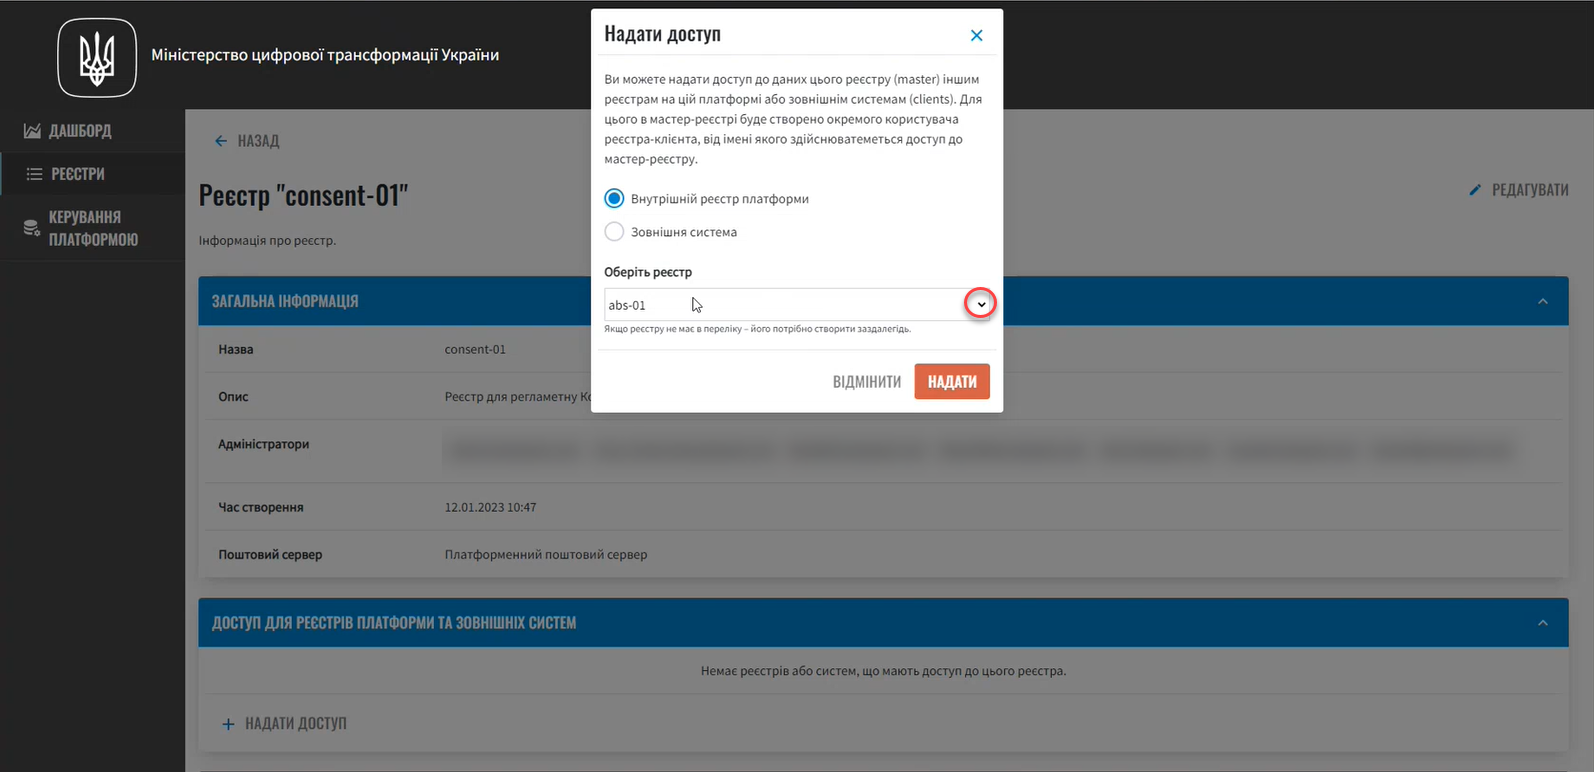 Міністерство цифрової трансформації України
ДАШБОРД
РЕЄСТРИ
КЕРУВАННЯ
ПЛАТФОРМОЮ
НАЗАД
Реєстр "consent-01"
РЕДАГУВАТИ
Інформація про реєстр.
ЗАГАЛЬНА ІНФОРМАЦІЯ
Назва consent-01
Опис Реєстр для регламетну
Адміністратори
Час створення 12.01.2023 10:47
Поштовий сервер Платформенний поштовий сервер
ДОСТУП ДЛЯ РЕЄСТРІВ ПЛАТФОРМИ ТА ЗОВНІШНІХ СИСТЕМ
Немає реєстрів або систем, що мають доступ до цього реєстра.
НАДАТИ ДОСТУП
Надати доступ
Ви можете надати доступ до даних цього реєстру (master) іншим
реєстрам на цій платформі або зовнішнім системам (clients). Для
цього в мастер-реєстрі буде створено окремого користувача
реєстра-клієнта, від імені якого здійснюватеметься доступ до
мастер-реєстру.
Внутрішній реєстр платформи
Зовнішня система
Оберіть реєстр
abs-01
Якщо реєстру не має в переліку – його потрібно створити заздалегідь.
ВІДМІНИТИ
НАДАТИ